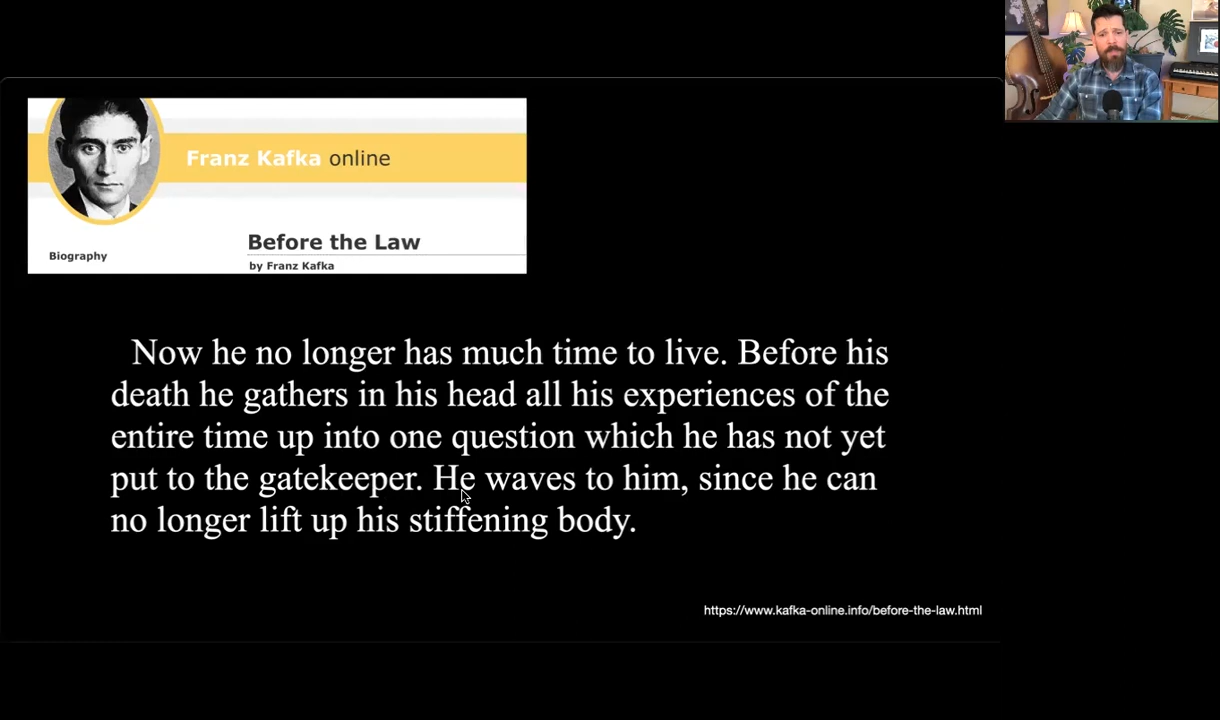 Franz Kafka online
Before the Law
Biography
by Franz Kafka
Now he no longer has much time to live. Before his
death he gathers in his head all his experiences of the
entire time up into one question which he has not yet
put to the gatekeeper. He waves to him, since he can
no longer lift up his stiffening body.
https://www.kafka-online.info/before-the-law.html